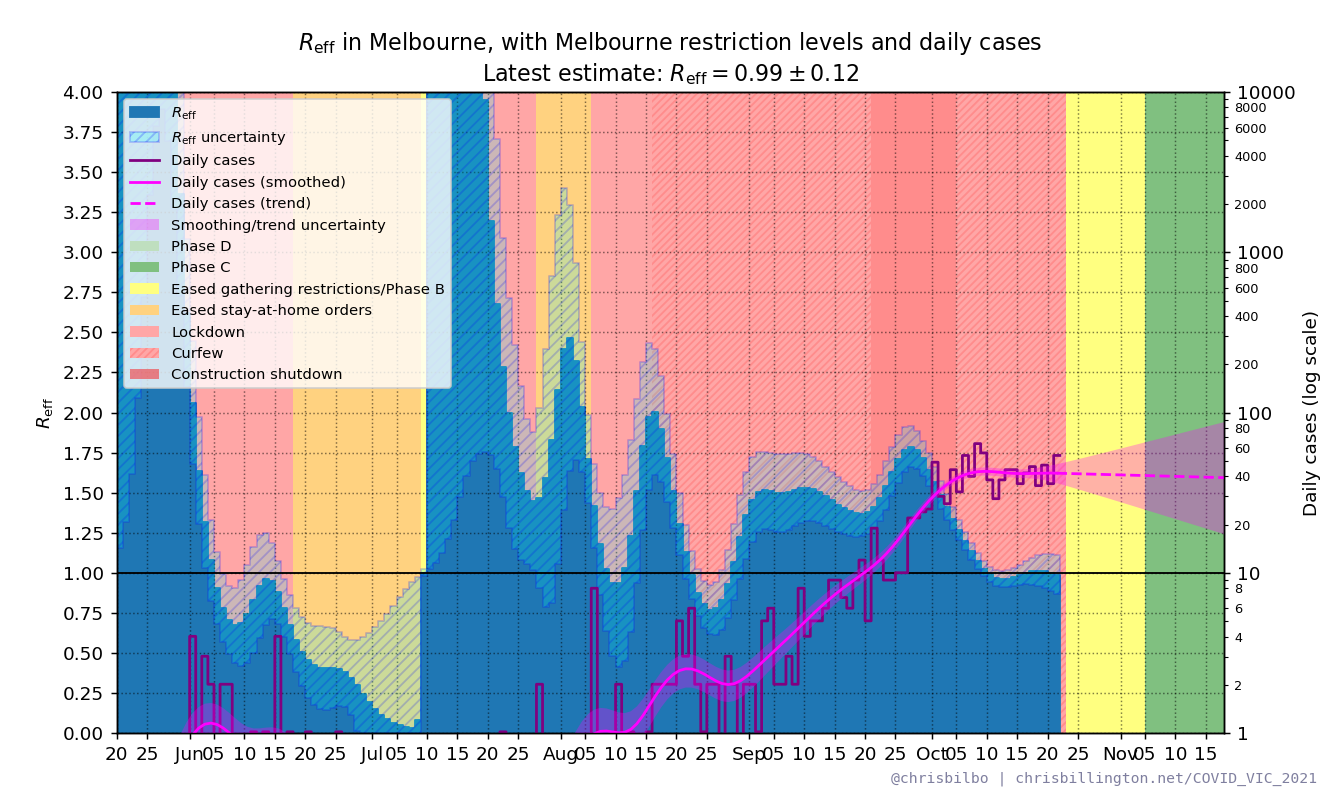 R_eff in Melbourne, with Melbourne restriction levels and daily cases
Latest estimate: R_eff = 0.99 ± 0.12
R_eff
R_eff uncertainty
Daily cases
Daily cases (smoothed)
Daily cases (trend)
Smoothing/trend uncertainty
Phase D
Phase C
Eased gathering restrictions/Phase B
Eased stay-at-home orders
Lockdown
Curfew
Construction shutdown
R_eff
4.00
3.75
3.50
3.25
3.00
2.75
2.50
2.25
2.00
1.75
1.50
1.25
1.00
0.75
0.50
0.25
0.00
10000
8000
6000
4000
2000
1000
800
600
400
200
100
80
60
40
20
10
8
6
4
2
1
Daily cases (log scale)
20 25 Jun 05 10 15 20 25 Jul 05 10 15 20 25 Aug 05 10 15 20 25 Sep 05 10 15 20 25 Oct 05 10 15 20 25 Nov 05 10 15
@chrisbilbo | chrisbillington.net/COVID_VIC_2021